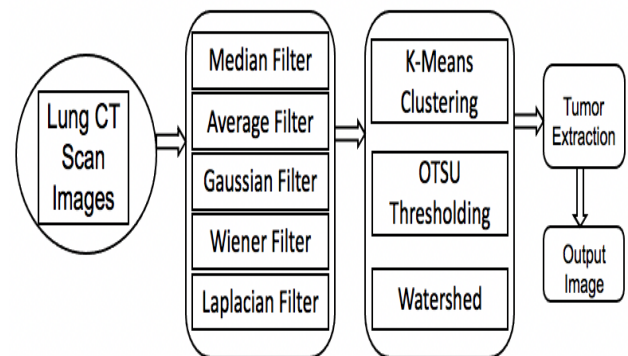 Lung CT
Scan
Images
Median Filter
Average Filter
Gaussian Filter
Wiener Filter
Laplacian Filter
K-Means
Clustering
OTSU
Thresholding
Watershed
Tumor
Extraction
Output
Image